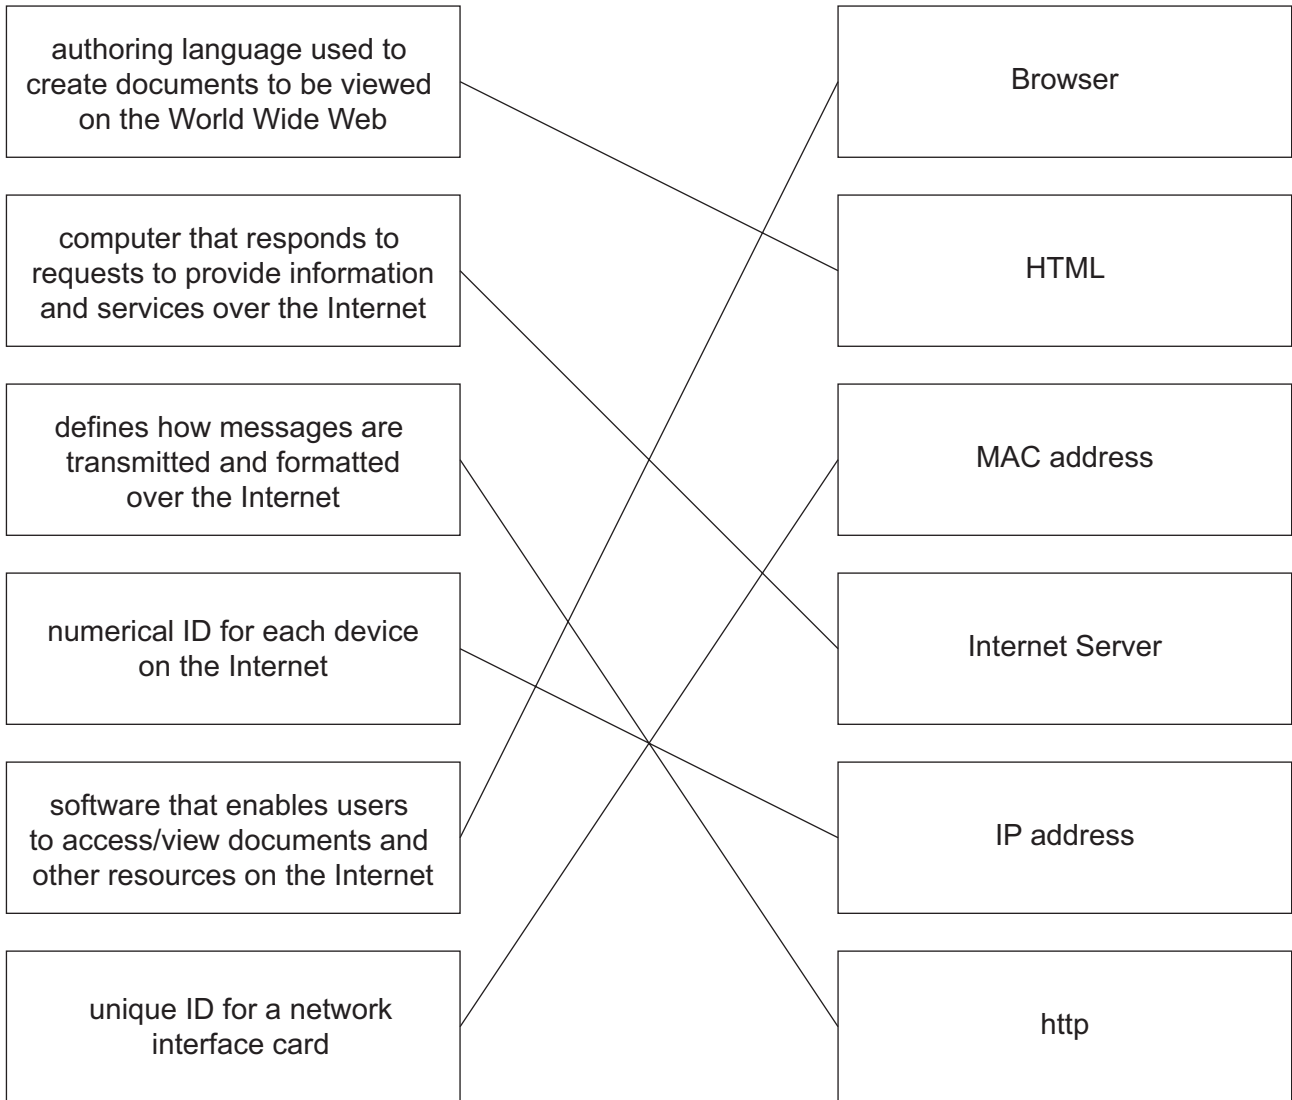 authoring language used to
create documents to be viewed
on the World Wide Web
Browser
computer that responds to
requests to provide information
and services over the Internet
HTML
defines how messages are
transmitted and formatted
over the Internet
MAC address
numerical ID for each device
on the Internet
Internet Server
software that enables users
to access/view documents and
other resources on the Internet
IP address
unique ID for a network
interface card
http